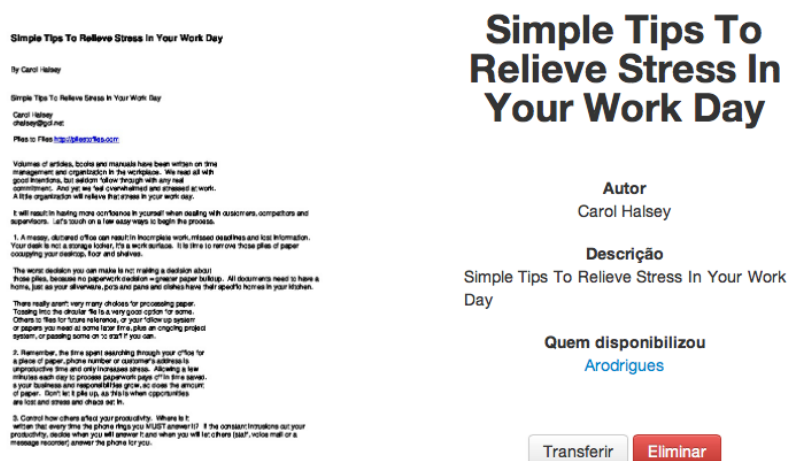 Simple Tips To Relieve Stress In Your Work Day
By Carol Halsey
Simple Tips To Relieve Stress In Your Work Day
Carol Halsey
chalsey@gol.net
Piles to Files http://pilestofiles.com
Volumes of articles, books and manuals have been written on time
management and organization in the workplace. We read all with
good intentions, but seldom follow through with any real
commitment. And yet we feel overwhelmed and stressed at work.
A little organization will relieve that stress in your work day.
It will result in having more confidence in yourself when dealing with customers, competitors and
supervisors. Let's touch on a few easy ways to begin the process.
1. A messy, cluttered office can result in incomplete work, missed deadlines and lost information.
Your desk is not a storage locker, it's a work surface. It is time to remove those piles of paper
occupying your desktop, floor and shelves.
The worst decision you can make is not making a decision about
those piles, because no paperwork decision = greater paper buildup. All documents need to have a
home, just as your silverware, pots and pans and dishes have their specific homes in your kitchen.
There really aren't very many choices for processing paper.
Tossing into the circular file is a very good option for some.
Others to files for future reference, or your follow up system
or papers you need at some later time, plus an ongoing project
system, or passing some on to staff if you can.
2. Remember, the time spent searching through your office for
a piece of paper, phone number or customer's address is
unproductive time and only increases stress. Allowing a few
minutes each day to process paperwork pays off in time saved.
s your business and responsibilities grow, so does the amount
of paper. Don't let it pile up, as this is when opportunities
are lost and stress and chaos set in.
3. Control how others affect your productivity. Where is it
written that every time the phone rings you MUST answer it? If the constant intrusions cut your
productivity, decide when you will answer it and when you will let others (staff, voice mail or a
message recorder) answer the phone for you.
Simple Tips To
Relieve Stress In
Your Work Day
Autor
Carol Halsey
Descrição
Simple Tips To Relieve Stress In Your Work
Day
Quem disponibilizou
Arodrigues
Transferir Eliminar